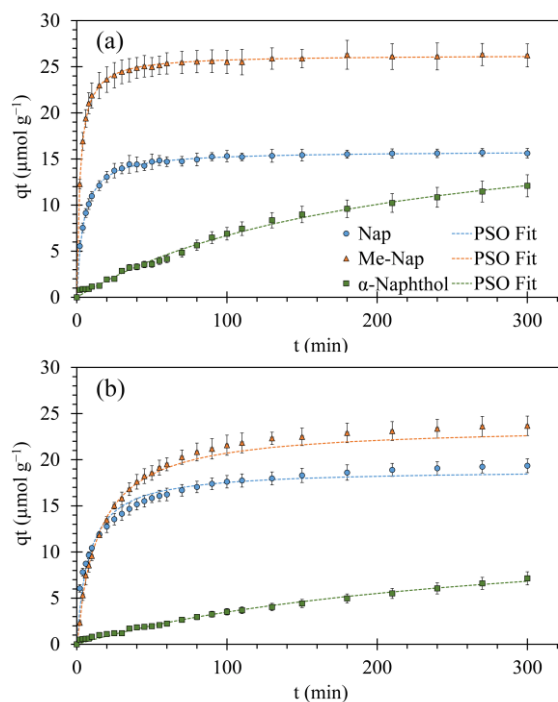 (a)
30
25
20
15
10
5
0
qt (μmol g⁻¹)
Nap PSO Fit
Me-Nap PSO Fit
α-Naphthol PSO Fit
0 100 200 300
t (min)
(b)
30
25
20
15
10
5
0
qt (μmol g⁻¹)
0 100 200 300
t (min)